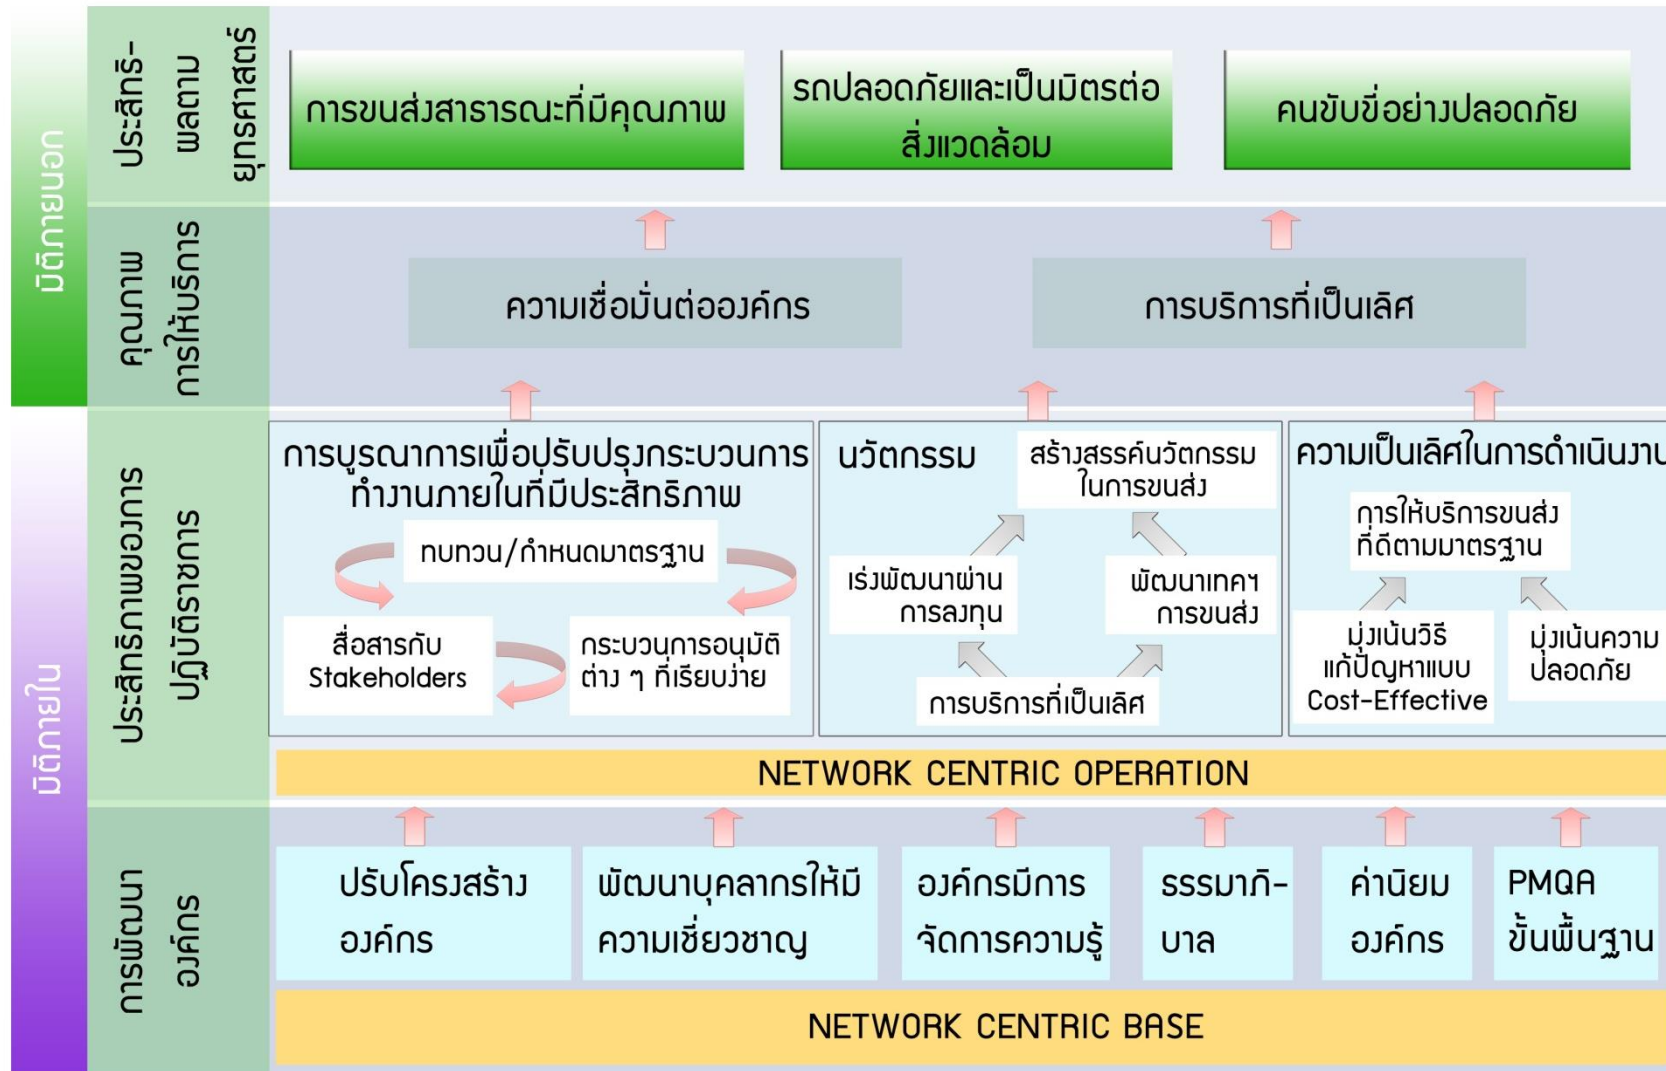 มิติภายนอก
ประสิทธิ-
ผลตาม
ยุทธศาสตร์
การขนส่งสาธารณะที่มีคุณภาพ
รถปลอดภัยและเป็นมิตรต่อ
สิ่งแวดล้อม
คนขับขี่อย่างปลอดภัย
คุณภาพ
การให้บริการ
ความเชื่อมั่นต่อองค์กร
การบริการที่เป็นเลิศ
มิติภายใน
ประสิทธิภาพของการ
ปฏิบัติราชการ
การบูรณาการเพื่อปรับปรุงกระบวนการ
ทำงานภายในที่มีประสิทธิภาพ
ทบทวน/กำหนดมาตรฐาน
สื่อสารกับ
Stakeholders
กระบวนการอนุมัติ
ต่าง ๆ ที่เรียบง่าย
นวัตกรรม
สร้างสรรค์นวัตกรรม
ในการขนส่ง
เร่งพัฒนาผ่าน
การลงทุน
พัฒนาเทคฯ
การขนส่ง
การบริการที่เป็นเลิศ
ความเป็นเลิศในการดำเนินงาน
การให้บริการขนส่ง
ที่ดีตามมาตรฐาน
มุ่งเน้นวิธี
แก้ปัญหาแบบ
Cost-Effective
มุ่งเน้นความ
ปลอดภัย
NETWORK CENTRIC OPERATION
การพัฒนา
องค์กร
ปรับโครงสร้าง
องค์กร
พัฒนาบุคลากรให้มี
ความเชี่ยวชาญ
องค์กรมีการ
จัดการความรู้
ธรรมาภิ-
บาล
ค่านิยม
องค์กร
PMQA
ขั้นพื้นฐาน
NETWORK CENTRIC BASE